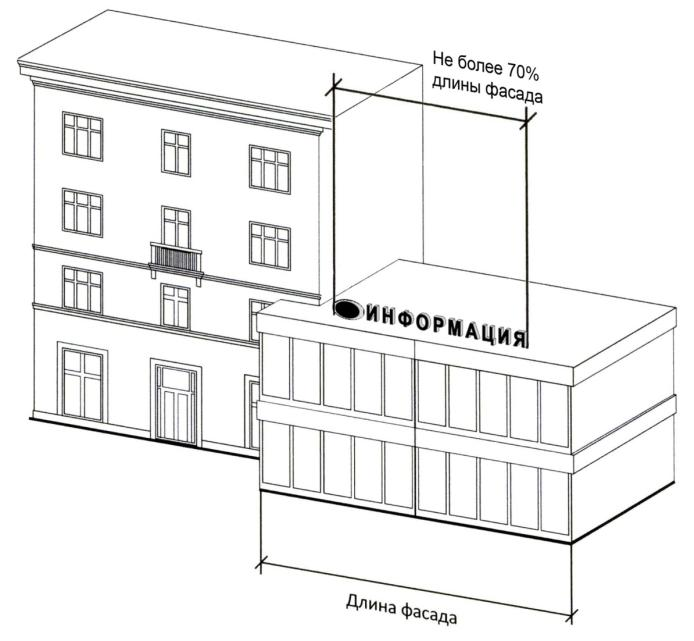 Не более 70%
длины фасада
ИНФОРМАЦИЯ
Длина фасада